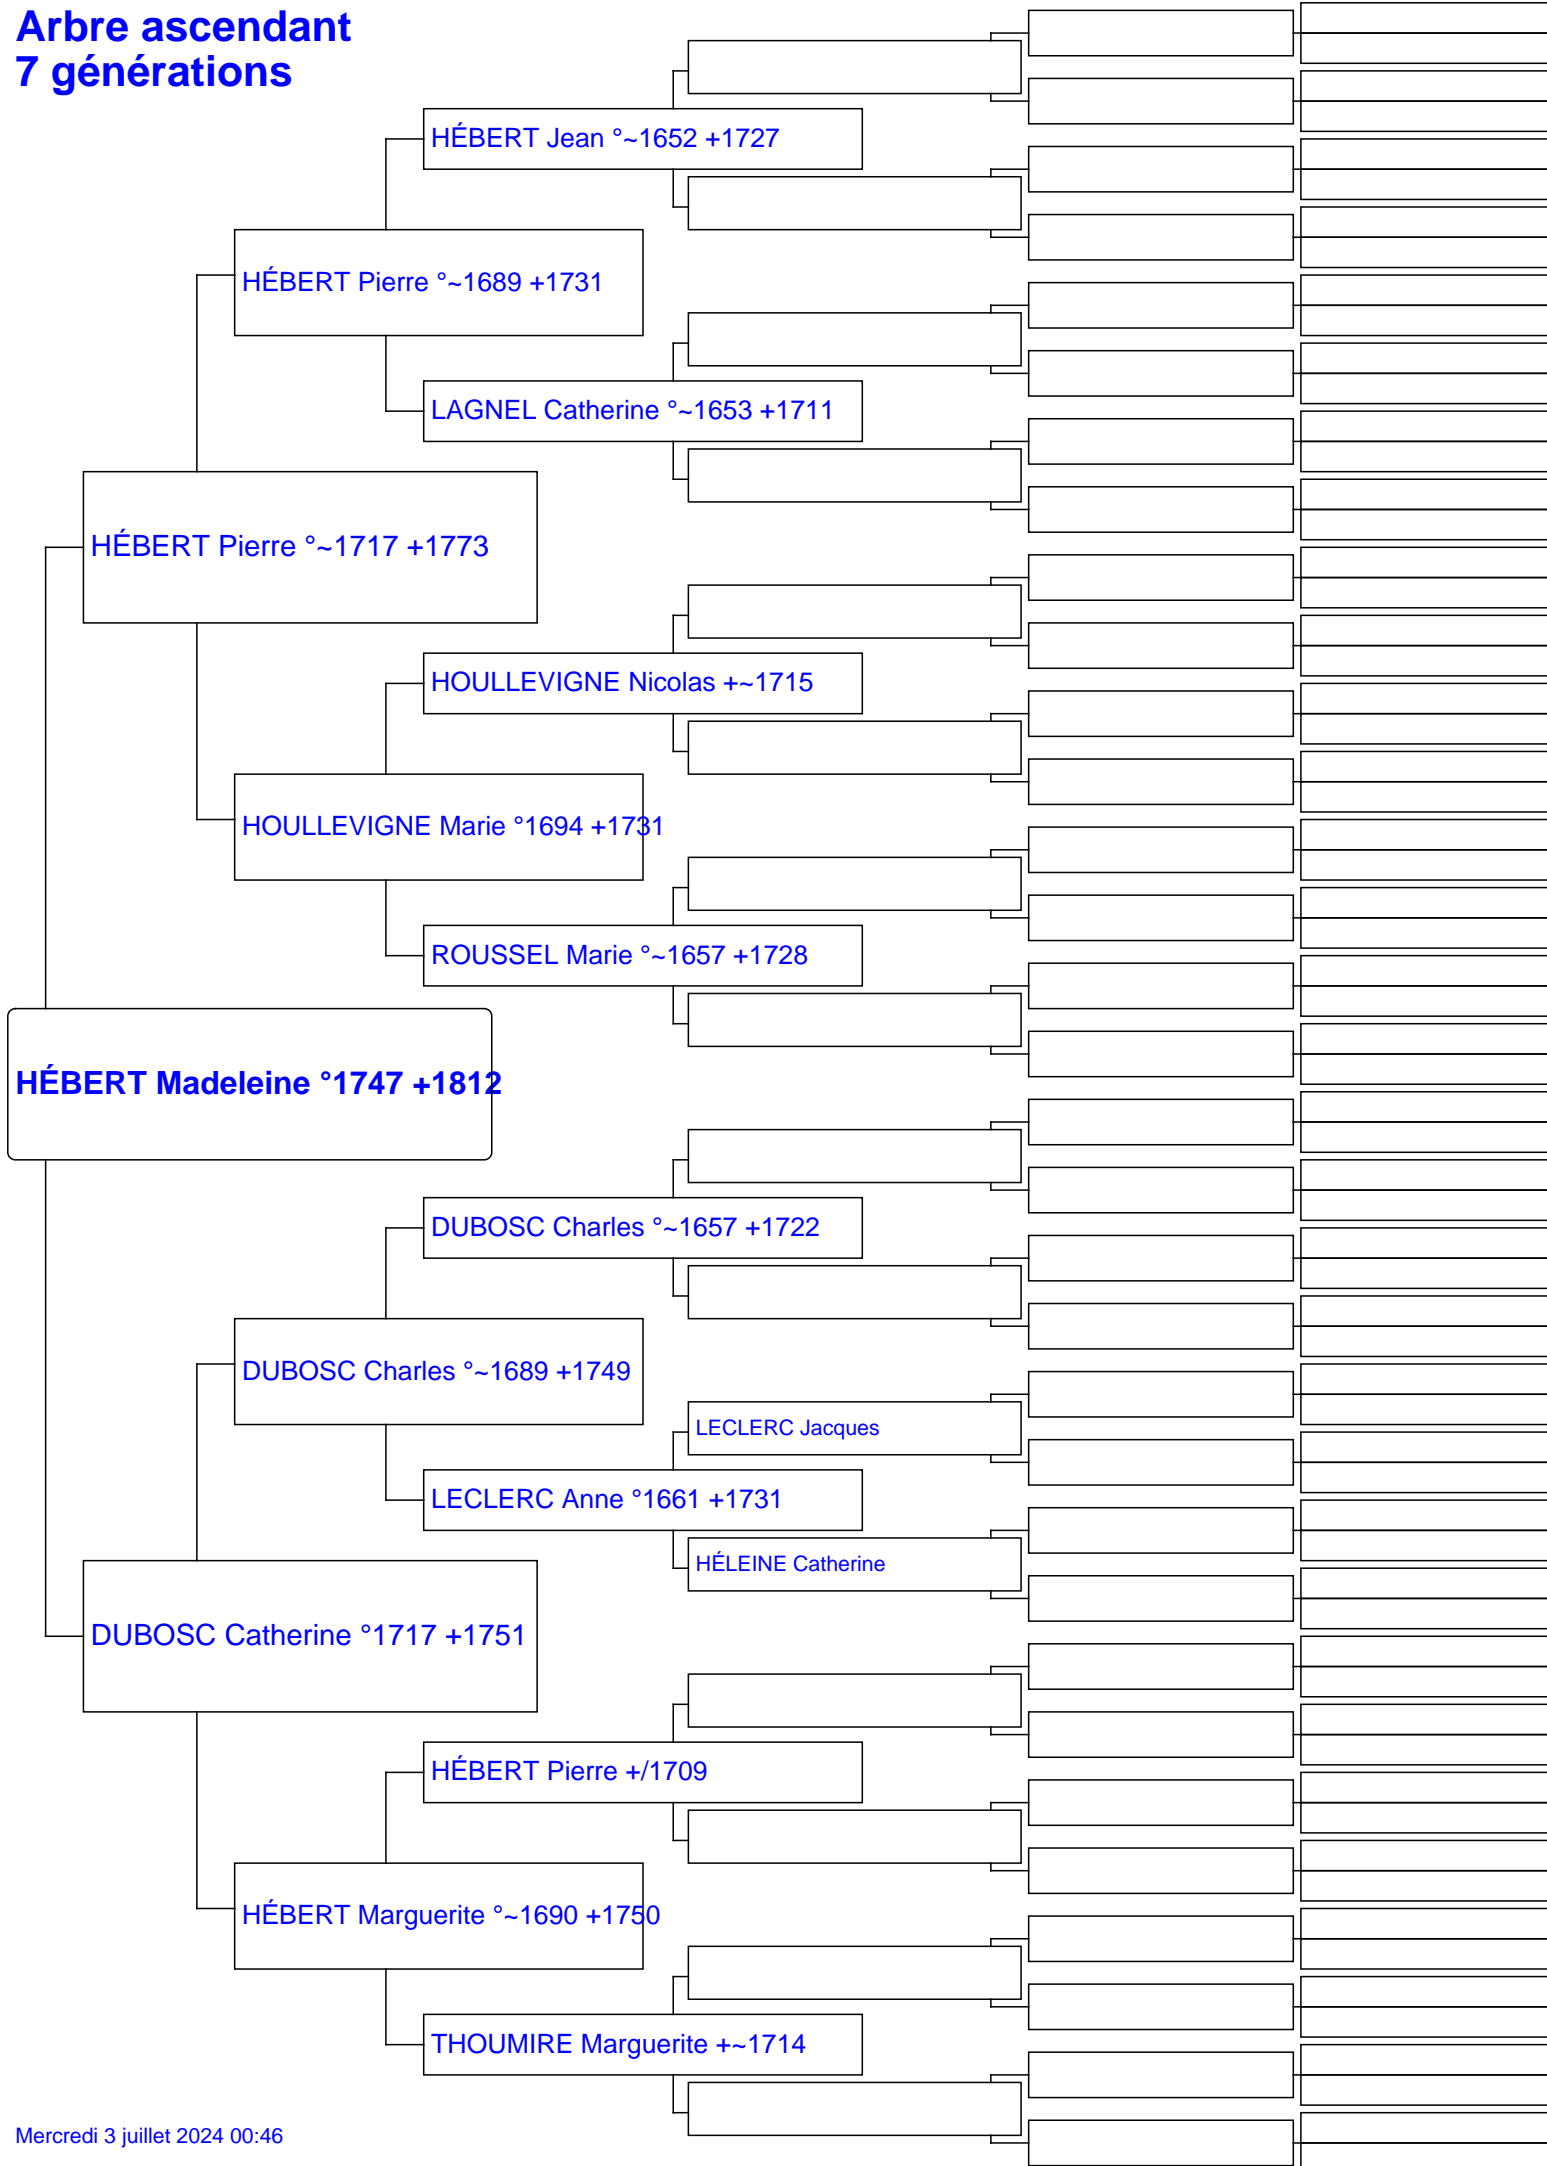 Arbre ascendant
7 générations
HÉBERT Jean °~1652 +1727
HÉBERT Pierre °~1689 +1731
LAGNEL Catherine °~1653 +1711
HÉBERT Pierre °~1717 +1773
HOULLEVIGNE Nicolas +~1715
HOULLEVIGNE Marie °1694 +1731
ROUSSEL Marie °~1657 +1728
HÉBERT Madeleine °1747 +1812
DUBOSC Charles °~1657 +1722
DUBOSC Charles °~1689 +1749
LECLERC Jacques
LECLERC Anne °1661 +1731
HÉLEINE Catherine
DUBOSC Catherine °1717 +1751
HÉBERT Pierre +/1709
HÉBERT Marguerite °~1690 +1750
THOUMIRE Marguerite +~1714
Mercredi 3 juillet 2024 00:46